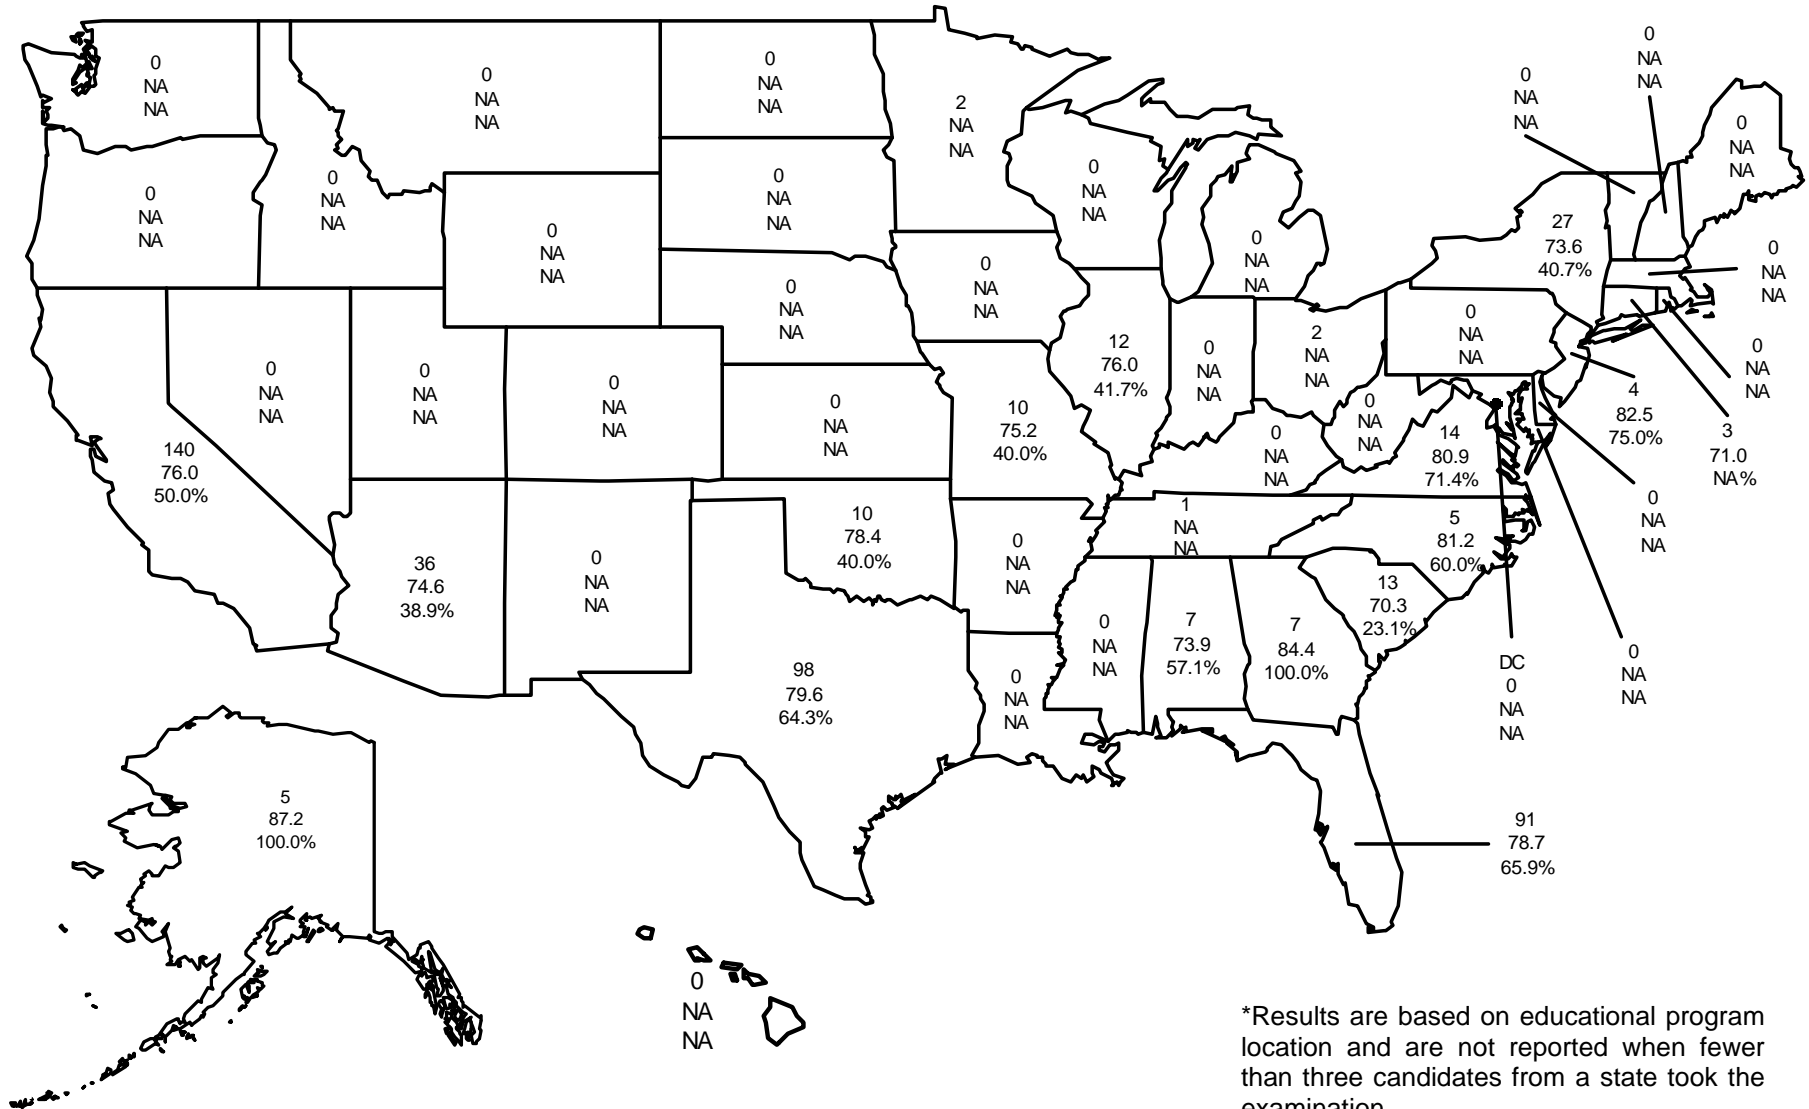 0
NA
NA
0
NA
NA
0
NA
NA
0
NA
NA
0
NA
NA
0
NA
NA
2
NA
NA
0
NA
NA
0
NA
NA
0
NA
NA
0
NA
NA
0
NA
NA
0
NA
NA
27
73.6
40.7%
0
NA
NA
0
NA
NA
0
NA
NA
0
NA
NA
0
NA
NA
12
76.0
41.7%
0
NA
NA
2
NA
NA
0
NA
NA
0
NA
NA
0
NA
NA
0
NA
NA
0
NA
NA
0
NA
NA
10
75.2
40.0%
0
NA
NA
0
NA
NA
14
80.9
71.4%
4
82.5
75.0%
3
71.0
NA%
140
76.0
50.0%
0
NA
NA
36
74.6
38.9%
0
NA
NA
10
78.4
40.0%
0
NA
NA
1
NA
NA
5
81.2
60.0%
13
70.3
23.1%
0
NA
NA
7
73.9
57.1%
7
84.4
100.0%
DC
0
NA
NA
0
NA
NA
98
79.6
64.3%
0
NA
NA
5
87.2
100.0%
91
78.7
65.9%
0
NA
NA
*Results are based on educational program
location and are not reported when fewer
than three candidates from a state took the
examination